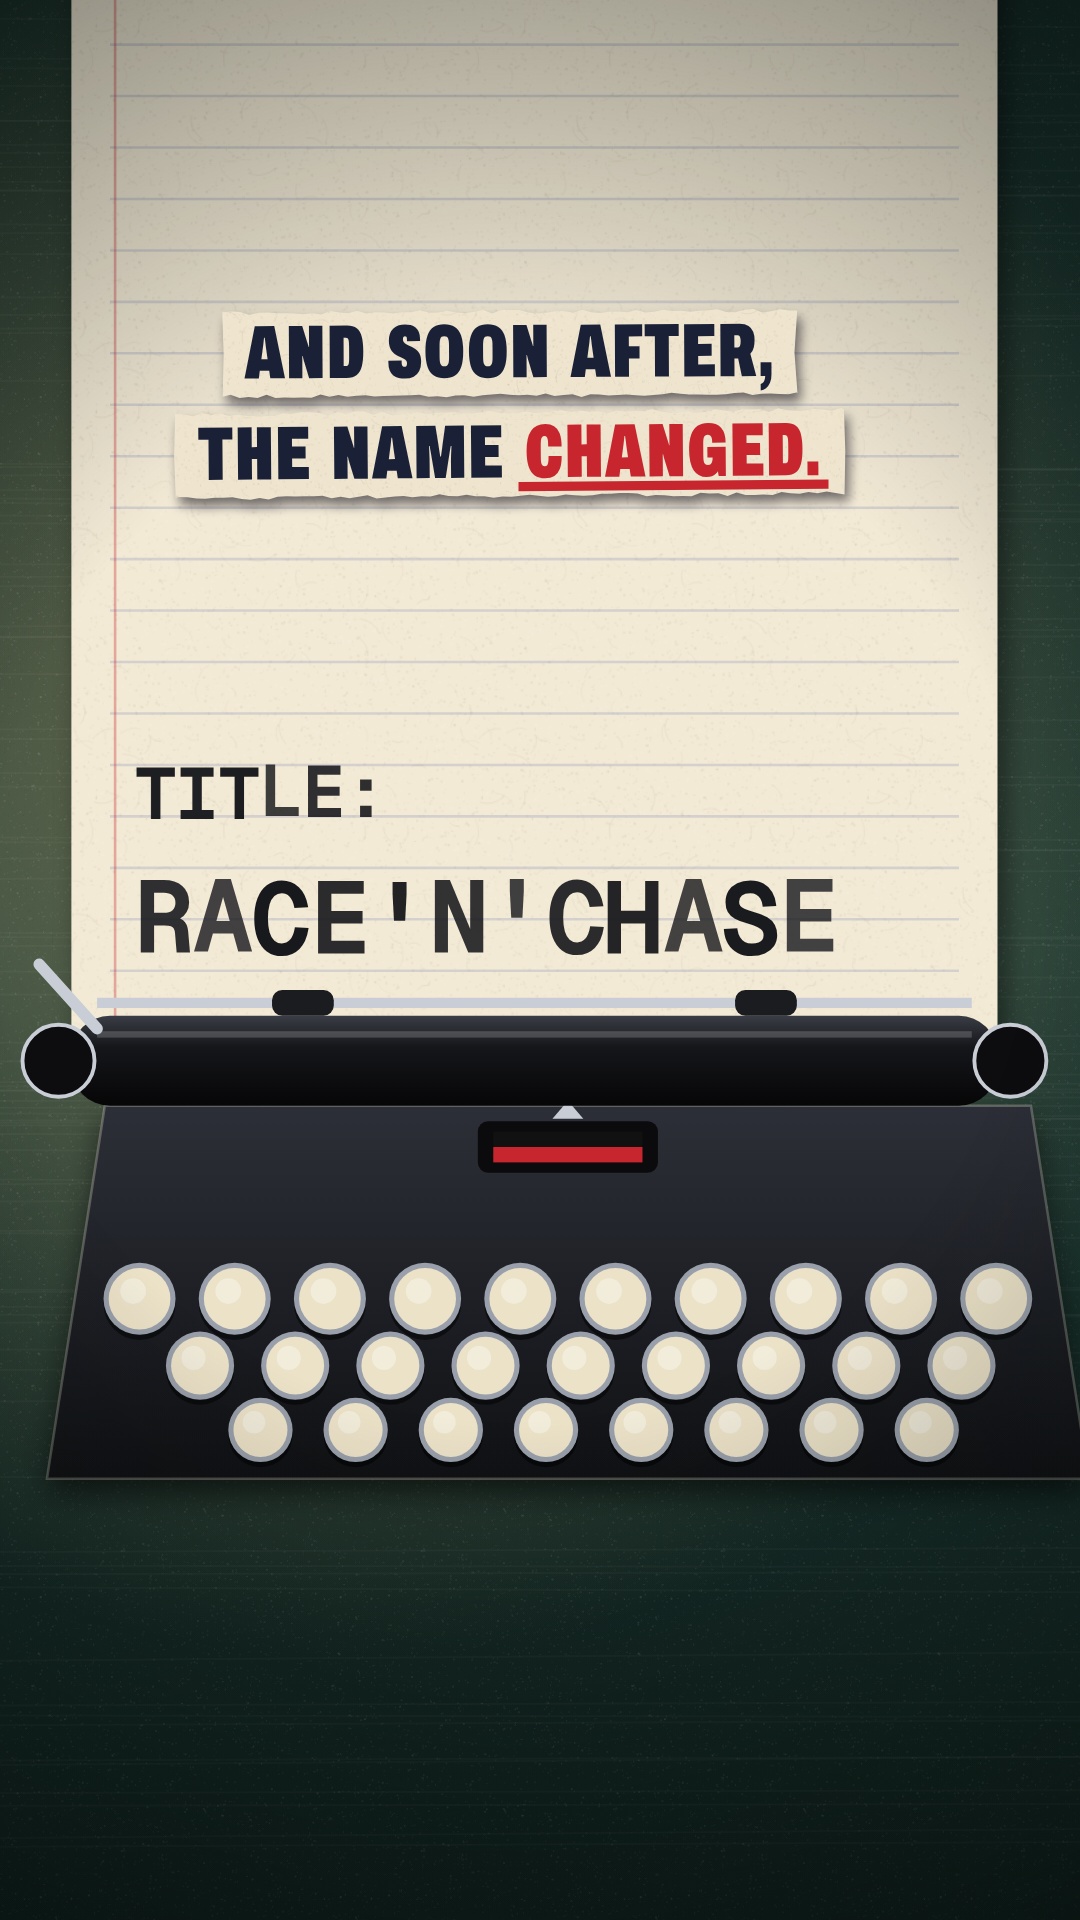 AND SOON AFTER,
THE NAME CHANGED.
TITLE:
RACE'N'CHASE